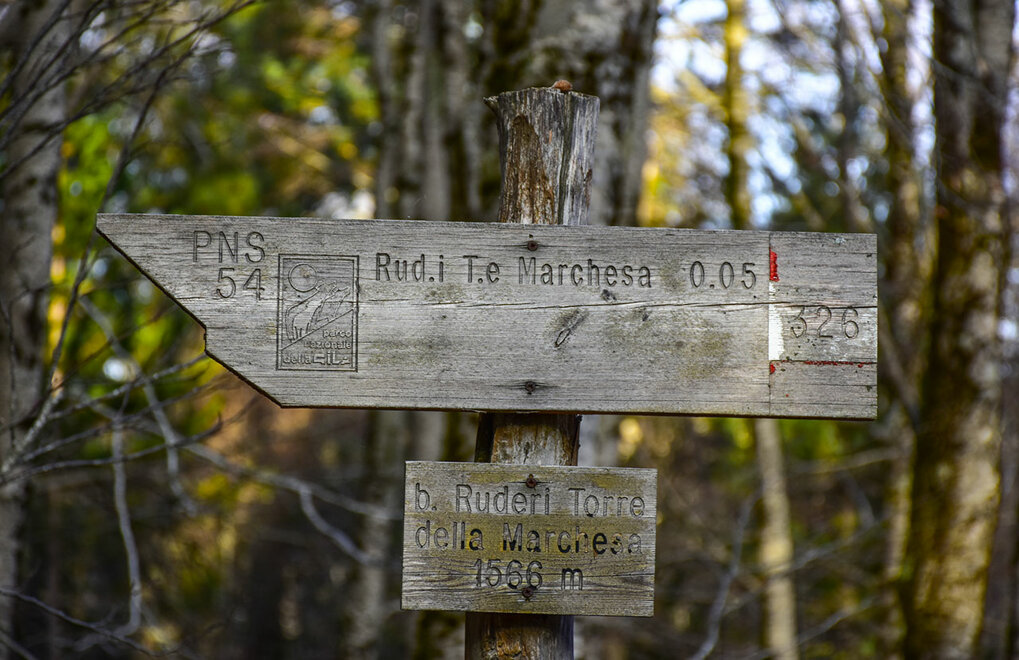 PNS
54
parco
nazionale
della SILA
Rud.i T.e Marchesa 0.05
326
b. Ruderi Torre
della Marchesa
1566 m